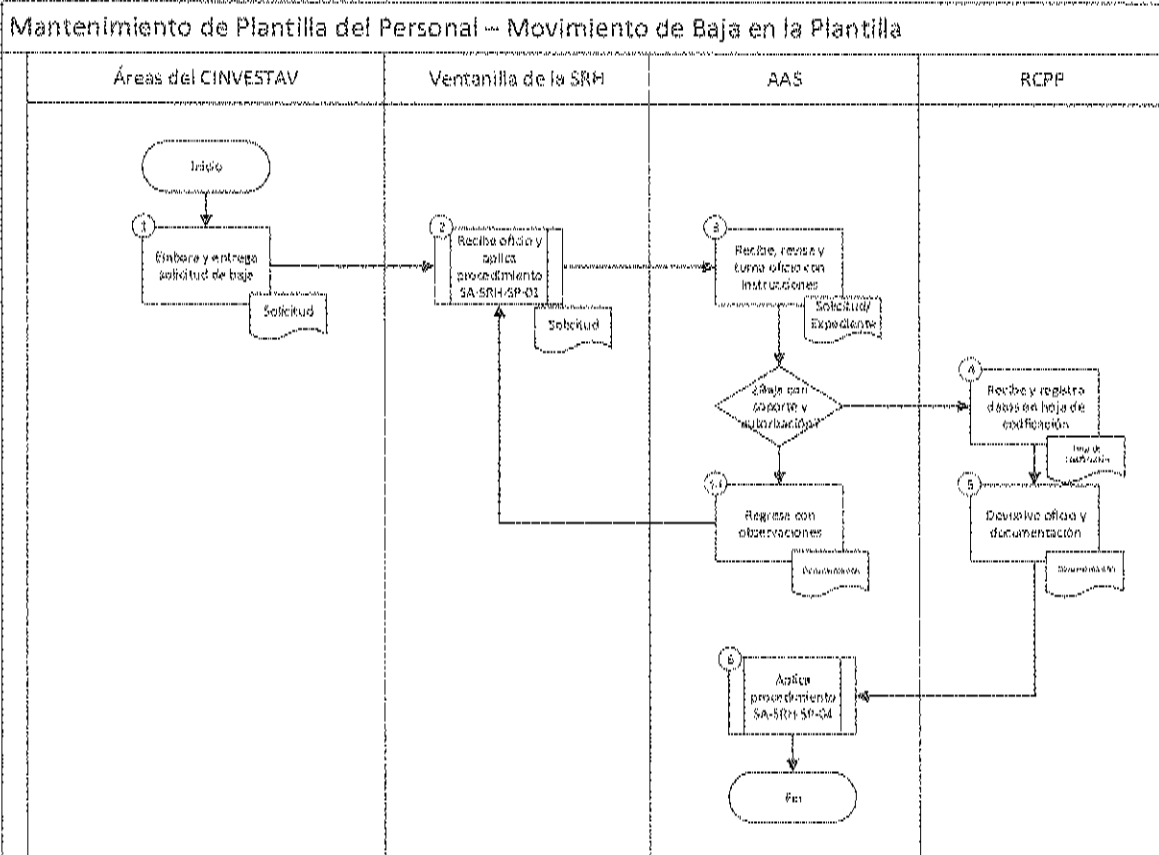 Mantenimiento de Plantilla del Personal – Movimiento de Baja en la Plantilla
Áreas del CINVESTAV
Ventanilla de la SRH
AAS
RCPP
Inicio
1
Elabora y entrega
solicitud de baja
Solicitud
2
Recibe oficio y
aplica
procedimiento
SA-SRH-SP-01
Solicitud
3
Recibe, revisa y
turna oficio con
instrucciones
Solicitud/
Expediente
¿Baja con
soporte y
autorización?
4
Recibe y registra
datos en hoja de
codificación
Hoja de
codificación
Regresa con
observaciones
5
Devuelve oficio y
documentación
6
Aplica
procedimiento
SA-SRH-SP-04
Fin